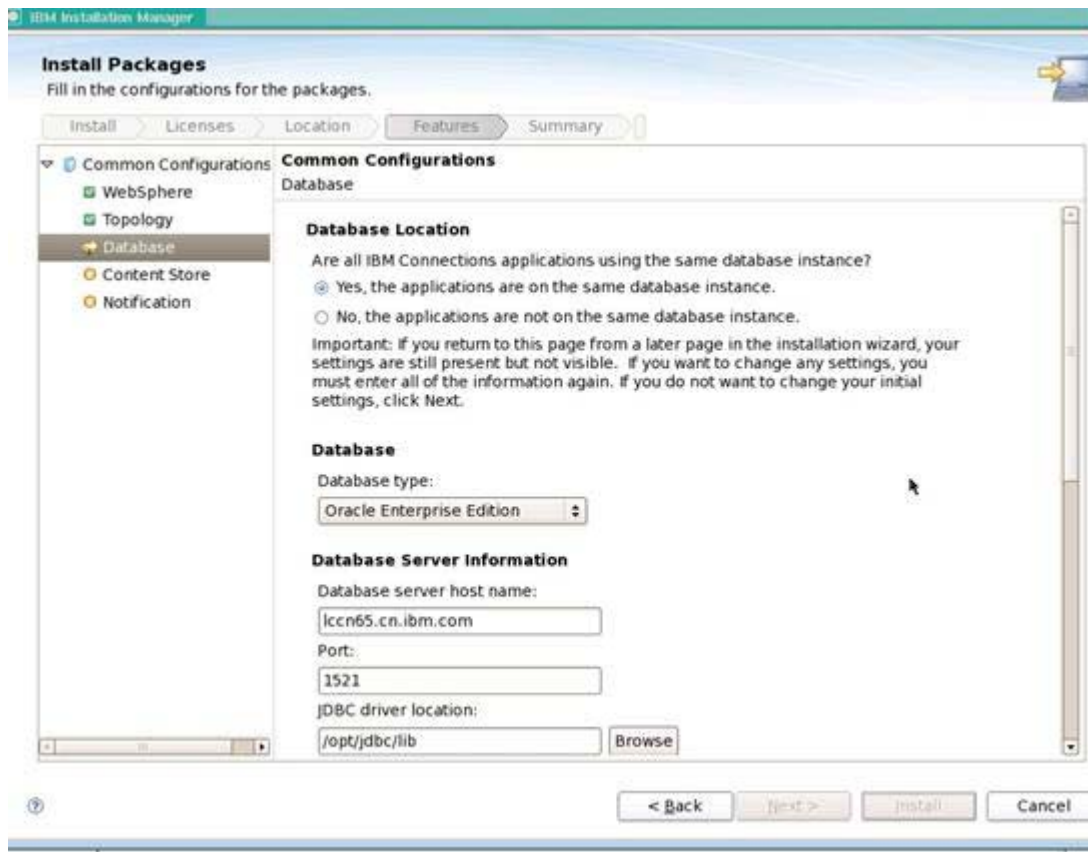 IBM Installation Manager
Install Packages
Fill in the configurations for the packages.
Install Licenses Location Features Summary
Common Configurations
WebSphere
Topology
Database
Content Store
Notification
Common Configurations
Database
Database Location
Are all IBM Connections applications using the same database instance?
Yes, the applications are on the same database instance.
No, the applications are not on the same database instance.
Important: If you return to this page from a later page in the installation wizard, your
settings are still present but not visible. If you want to change any settings, you
must enter all of the information again. If you do not want to change your initial
settings, click Next.
Database
Database type:
Oracle Enterprise Edition
Database Server Information
Database server host name:
lccn65.cn.ibm.com
Port:
1521
JDBC driver location:
/opt/jdbc/lib Browse
? < Back Next > Install Cancel